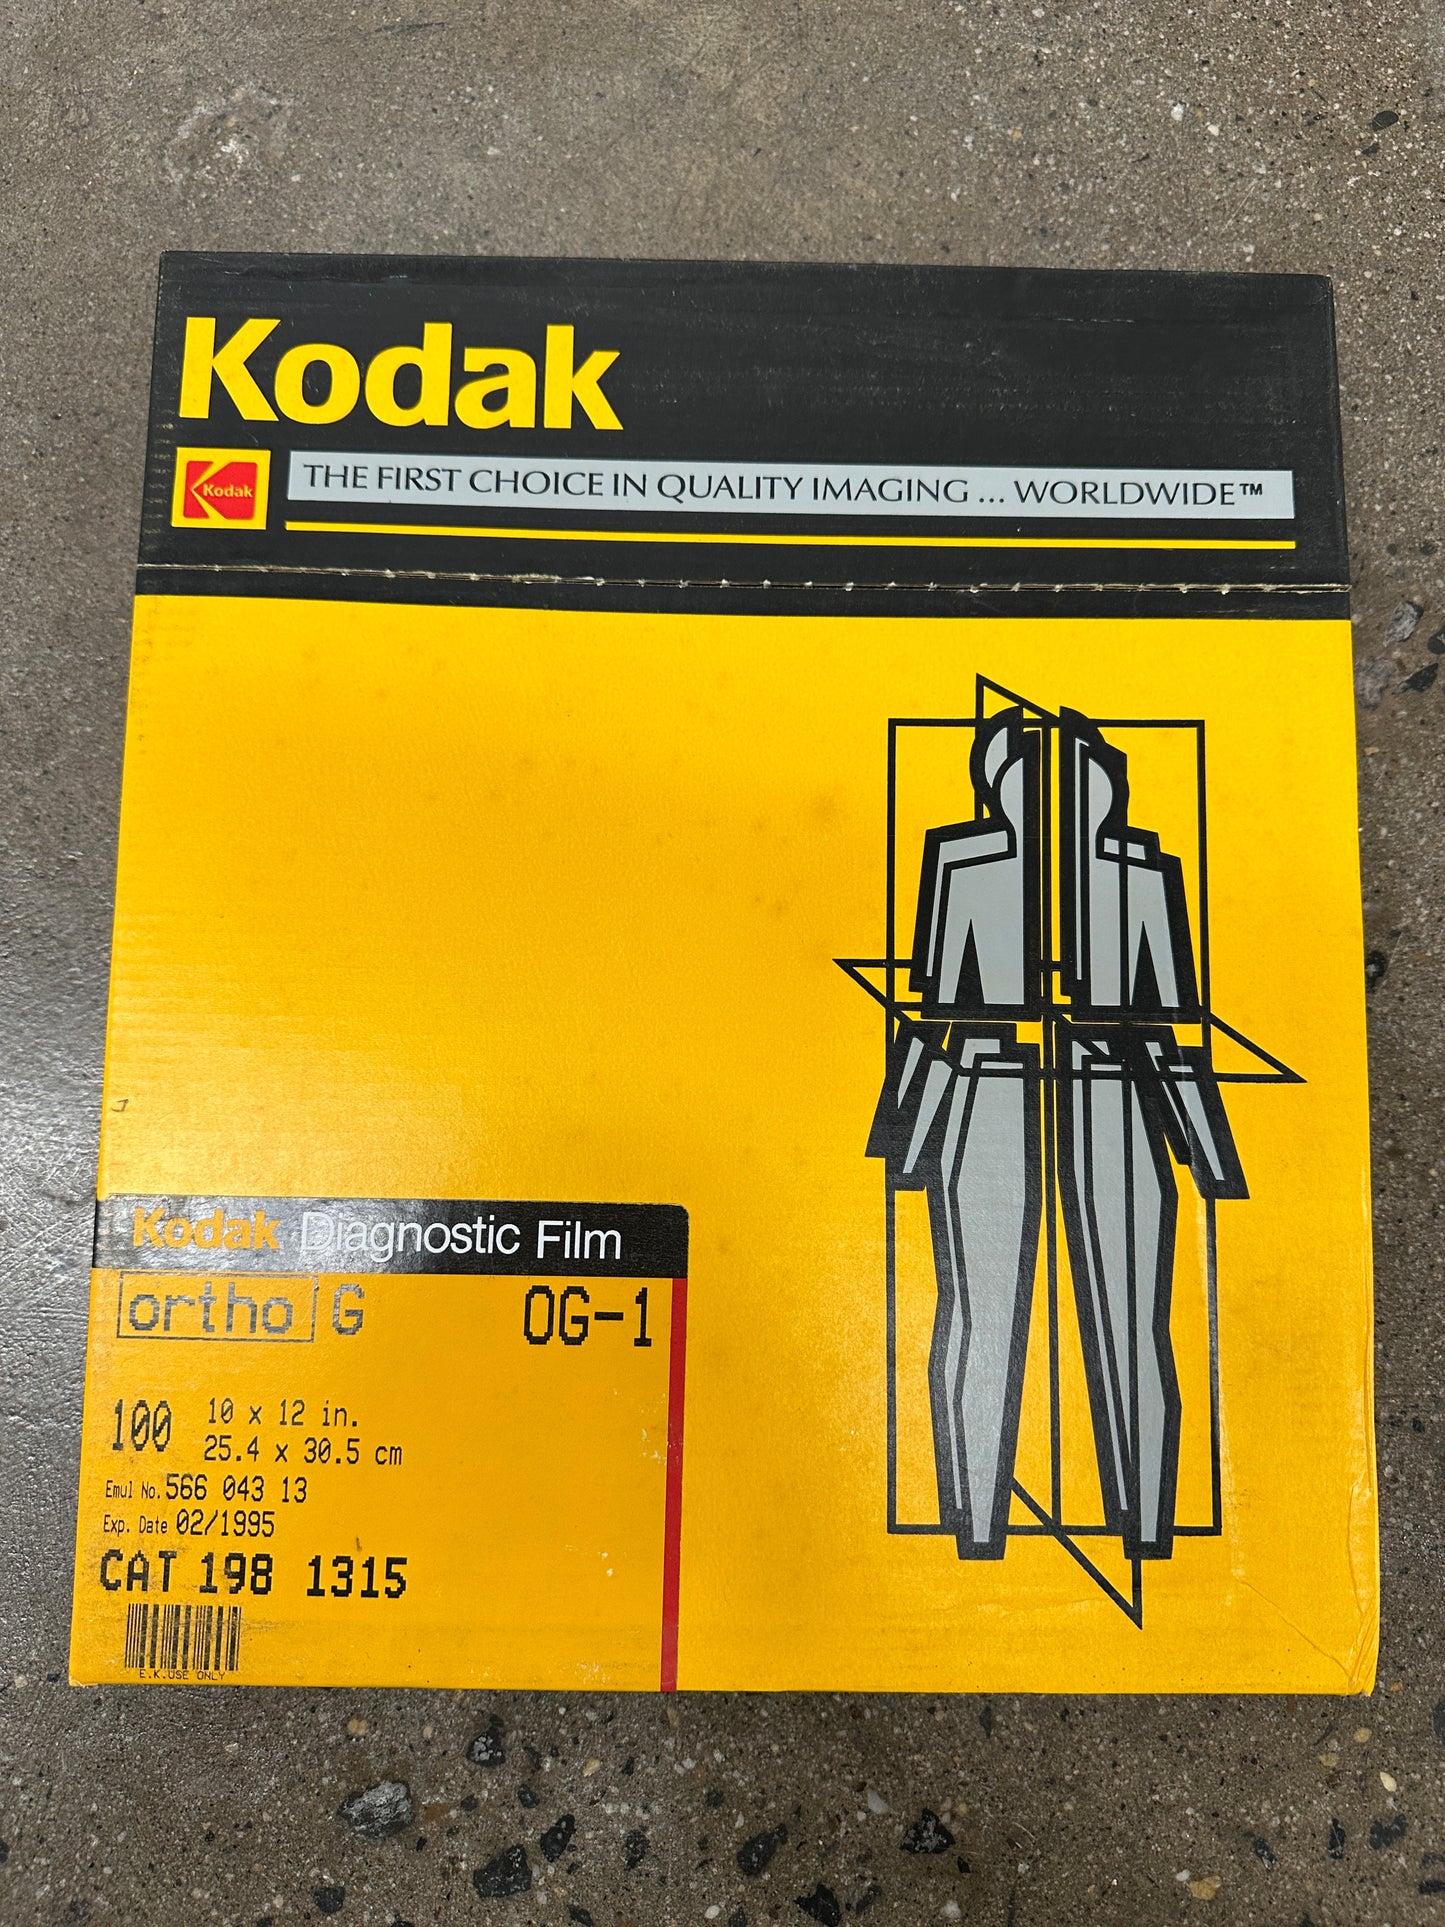 Kodak
Kodak
THE FIRST CHOICE IN QUALITY IMAGING ... WORLDWIDE™
Kodak Diagnostic Film
ortho G OG-1
100 10 x 12 in.
25.4 x 30.5 cm
Emul No. 566 043 13
Exp. Date 02/1995
CAT 198 1315
E.K.USE ONLY